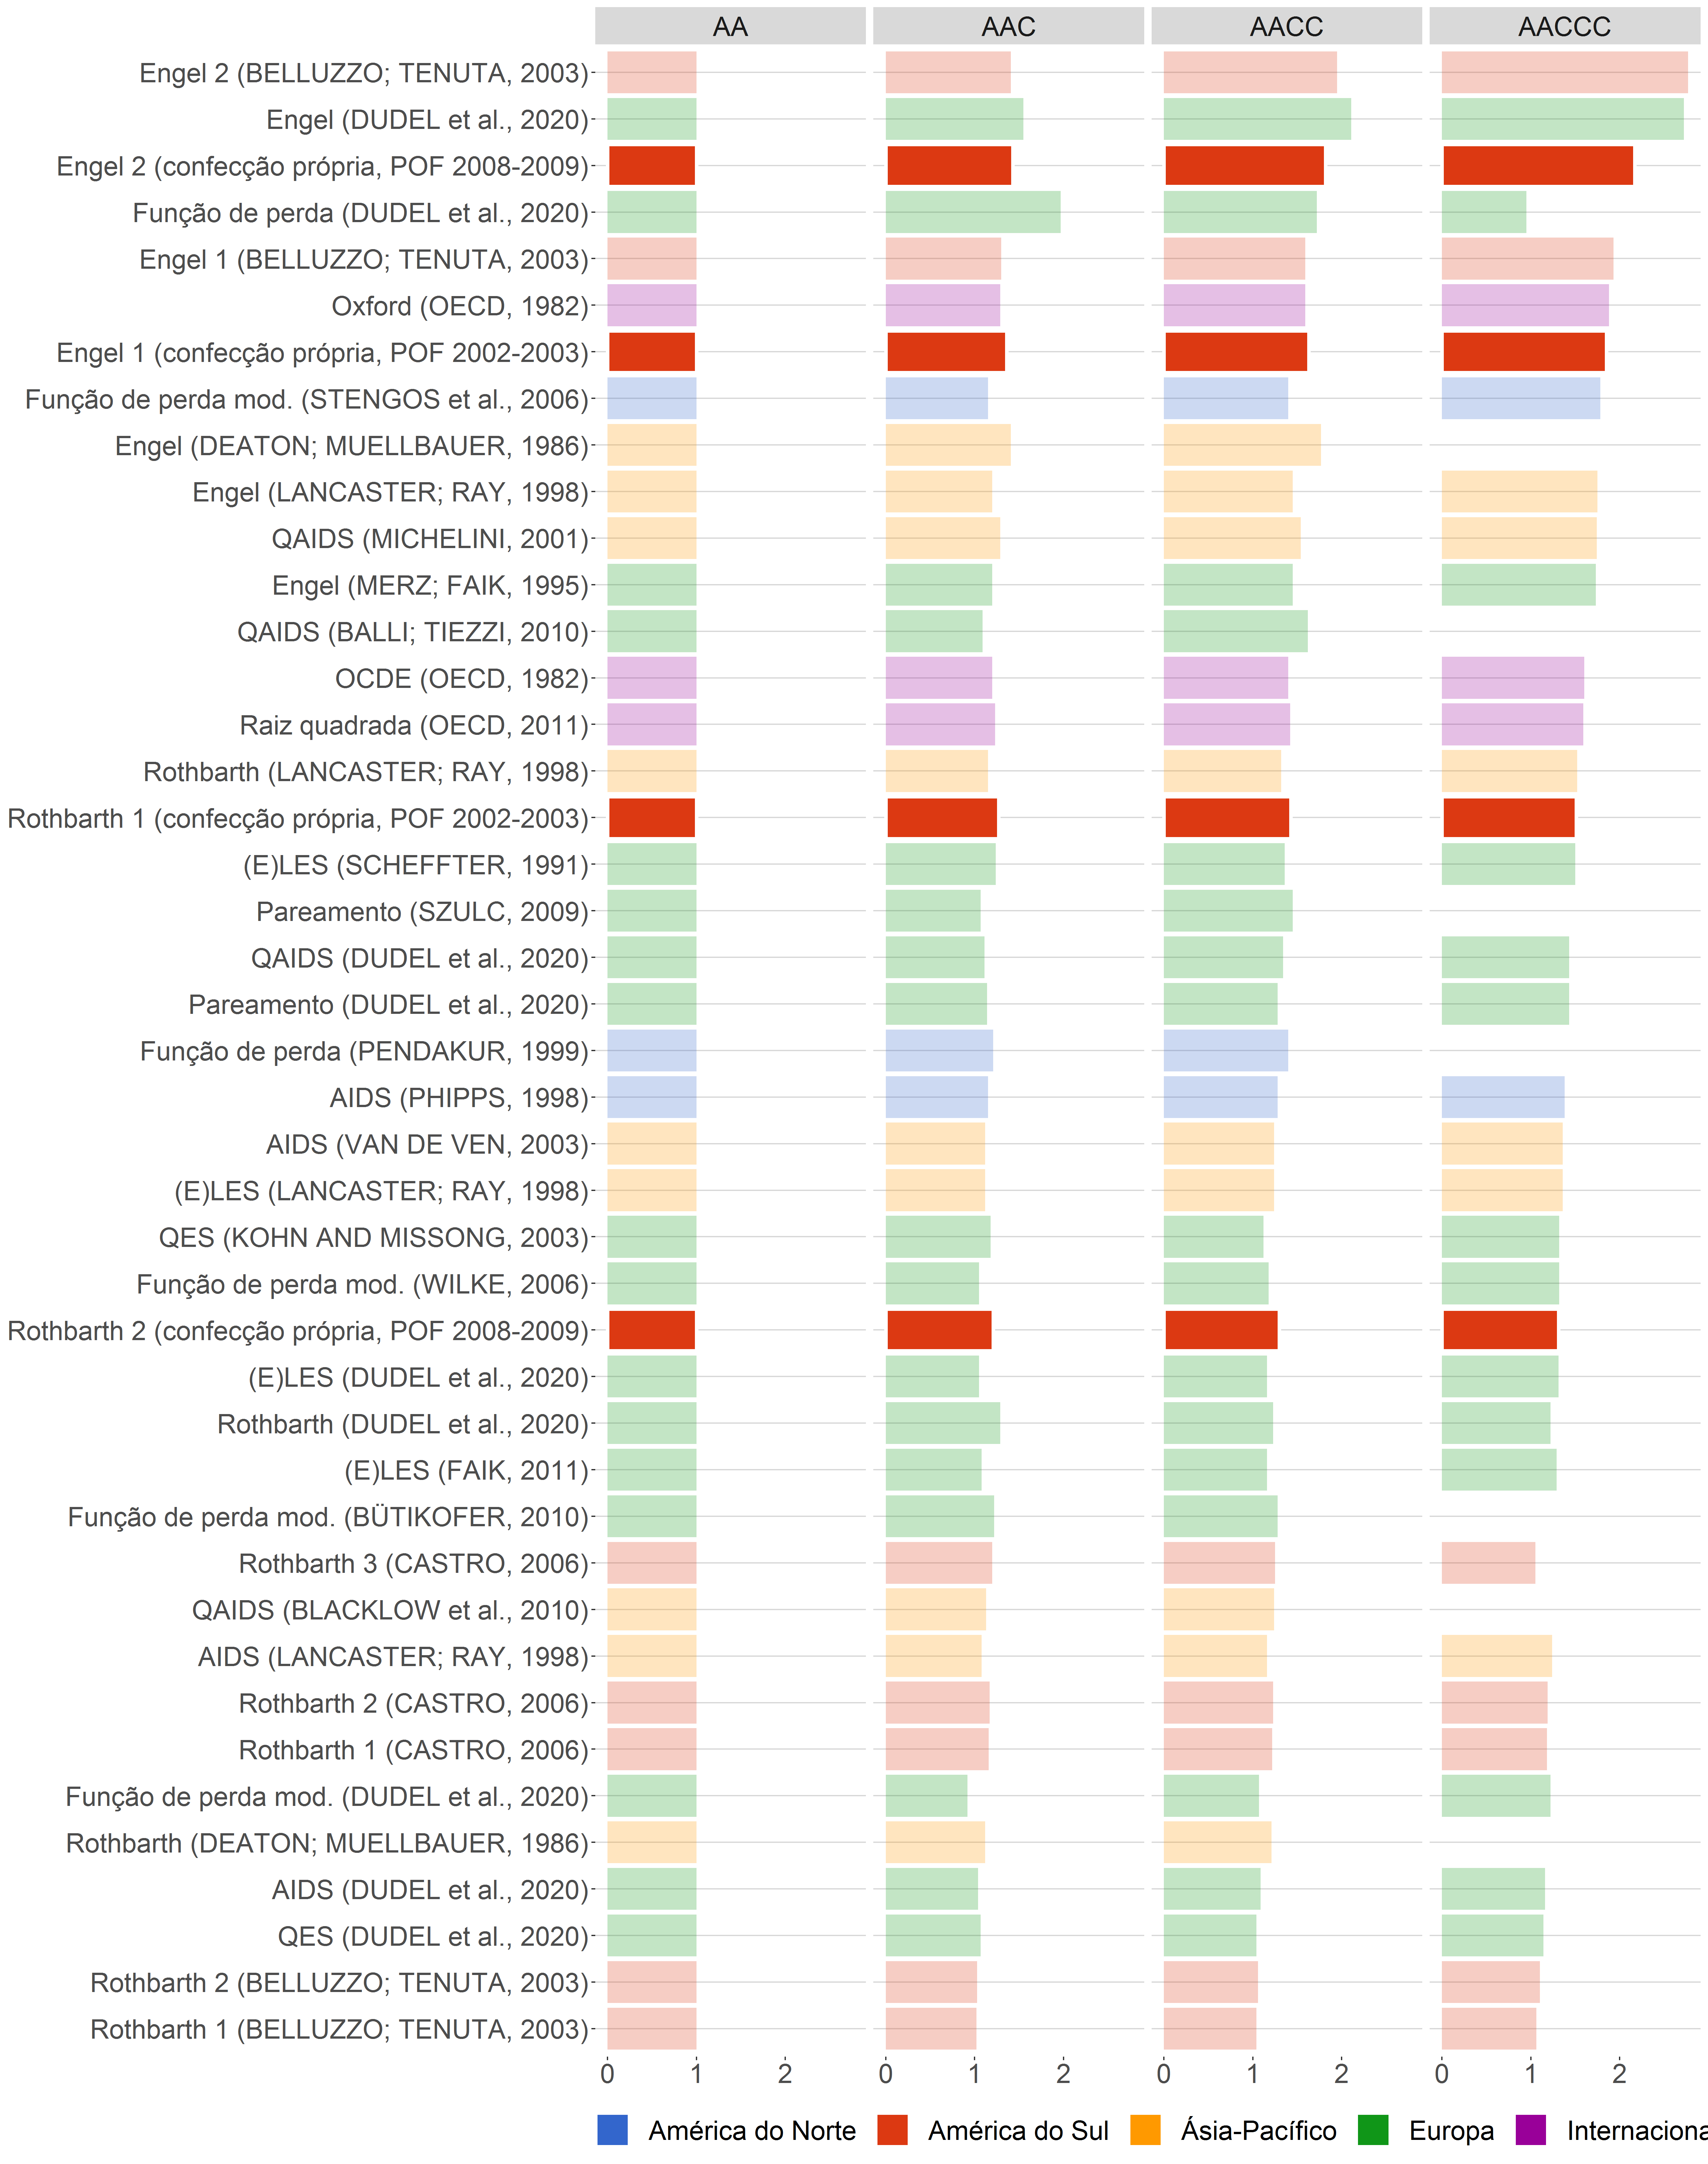 AA AAC AACC AACCC
Engel 2 (BELLUZZO; TENUTA, 2003)
Engel (DUDEL et al., 2020)
Engel 2 (confecção própria, POF 2008-2009)
Função de perda (DUDEL et al., 2020)
Engel 1 (BELLUZZO; TENUTA, 2003)
Oxford (OECD, 1982)
Engel 1 (confecção própria, POF 2002-2003)
Função de perda mod. (STENGOS et al., 2006)
Engel (DEATON; MUELLBAUER, 1986)
Engel (LANCASTER; RAY, 1998)
QAIDS (MICHELINI, 2001)
Engel (MERZ; FAIK, 1995)
QAIDS (BALLI; TIEZZI, 2010)
OCDE (OECD, 1982)
Raiz quadrada (OECD, 2011)
Rothbarth (LANCASTER; RAY, 1998)
Rothbarth 1 (confecção própria, POF 2002-2003)
(E)LES (SCHEFFTER, 1991)
Pareamento (SZULC, 2009)
QAIDS (DUDEL et al., 2020)
Pareamento (DUDEL et al., 2020)
Função de perda (PENDAKUR, 1999)
AIDS (PHIPPS, 1998)
AIDS (VAN DE VEN, 2003)
(E)LES (LANCASTER; RAY, 1998)
QES (KOHN AND MISSONG, 2003)
Função de perda mod. (WILKE, 2006)
Rothbarth 2 (confecção própria, POF 2008-2009)
(E)LES (DUDEL et al., 2020)
Rothbarth (DUDEL et al., 2020)
(E)LES (FAIK, 2011)
Função de perda mod. (BÜTIKOFER, 2010)
Rothbarth 3 (CASTRO, 2006)
QAIDS (BLACKLOW et al., 2010)
AIDS (LANCASTER; RAY, 1998)
Rothbarth 2 (CASTRO, 2006)
Rothbarth 1 (CASTRO, 2006)
Função de perda mod. (DUDEL et al., 2020)
Rothbarth (DEATON; MUELLBAUER, 1986)
AIDS (DUDEL et al., 2020)
QES (DUDEL et al., 2020)
Rothbarth 2 (BELLUZZO; TENUTA, 2003)
Rothbarth 1 (BELLUZZO; TENUTA, 2003)
0 1 2 0 1 2 0 1 2 0 1 2
América do Norte América do Sul Ásia-Pacífico Europa Internaciona